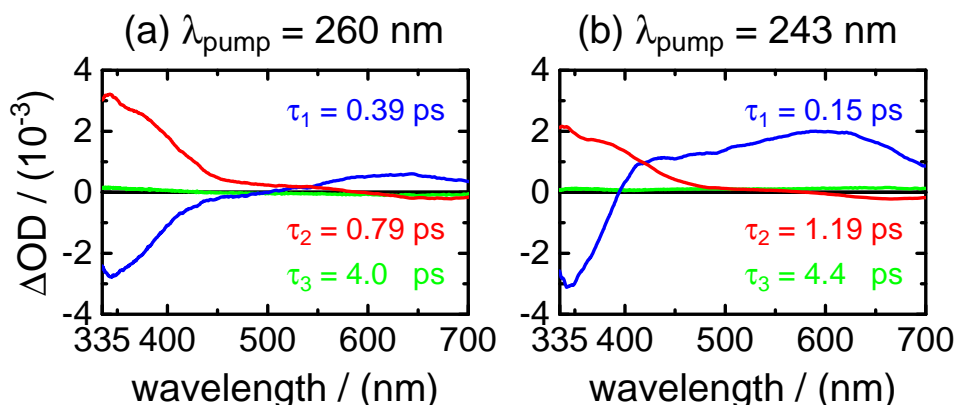 (a) λpump = 260 nm
(b) λpump = 243 nm
ΔOD / (10⁻³)
4
2
0
-2
-4
τ1 = 0.39 ps
τ2 = 0.79 ps
τ3 = 4.0 ps
335 400 500 600 700
wavelength / (nm)
4
2
0
-2
-4
τ1 = 0.15 ps
τ2 = 1.19 ps
τ3 = 4.4 ps
335 400 500 600 700
wavelength / (nm)